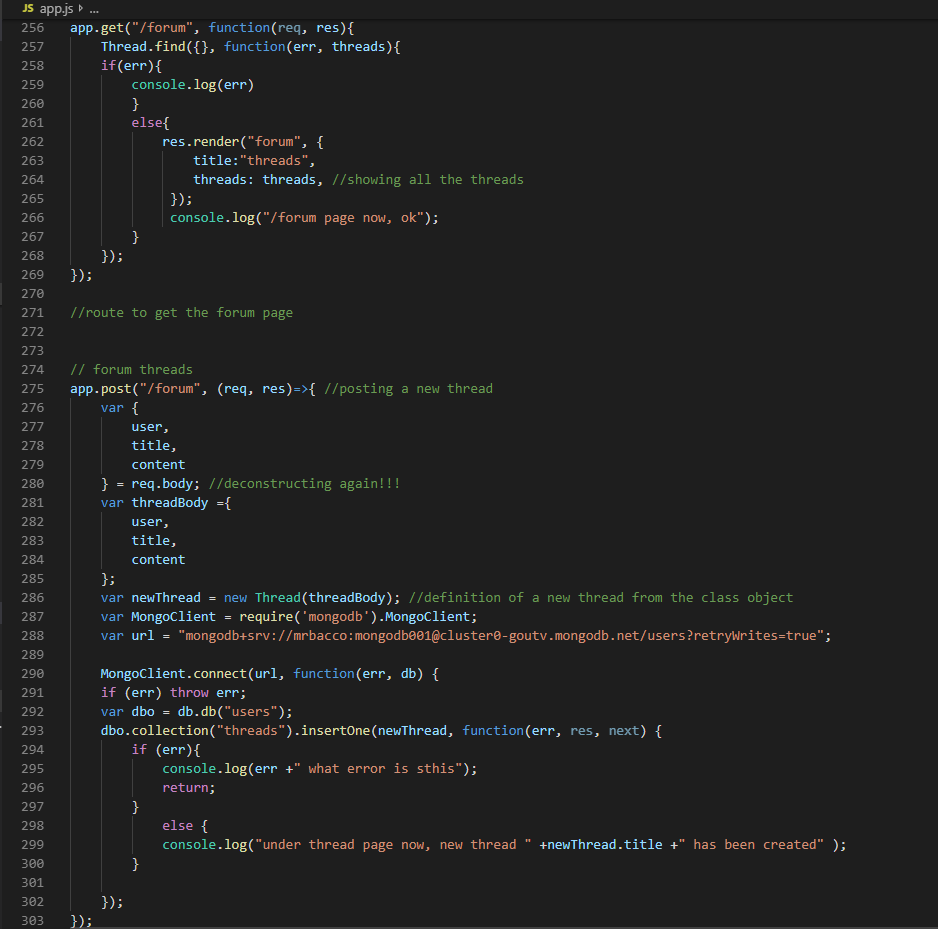 JS app.js ▸ ...
256 app.get("/forum", function(req, res){
257     Thread.find({}, function(err, threads){
258     if(err){
259         console.log(err)
260         }
261         else{
262             res.render("forum", {
263                 title:"threads",
264                 threads: threads, //showing all the threads
265              });
266              console.log("/forum page now, ok");
267         }
268     });
269 });
270
271 //route to get the forum page
272
273
274 // forum threads
275 app.post("/forum", (req, res)=>{ //posting a new thread
276     var {
277         user,
278         title,
279         content
280     } = req.body; //deconstructing again!!!
281     var threadBody ={
282         user,
283         title,
284         content
285     };
286     var newThread = new Thread(threadBody); //definition of a new thread from the class object
287     var MongoClient = require('mongodb').MongoClient;
288     var url = "mongodb+srv://mrbacco:mongodb001@cluster0-goutv.mongodb.net/users?retryWrites=true";
289
290     MongoClient.connect(url, function(err, db) {
291     if (err) throw err;
292     var dbo = db.db("users");
293     dbo.collection("threads").insertOne(newThread, function(err, res, next) {
294         if (err){
295             console.log(err +" what error is sthis");
296             return;
297         }
298             else {
299             console.log("under thread page now, new thread " +newThread.title +" has been created" );
300         }
301
302     });
303 });